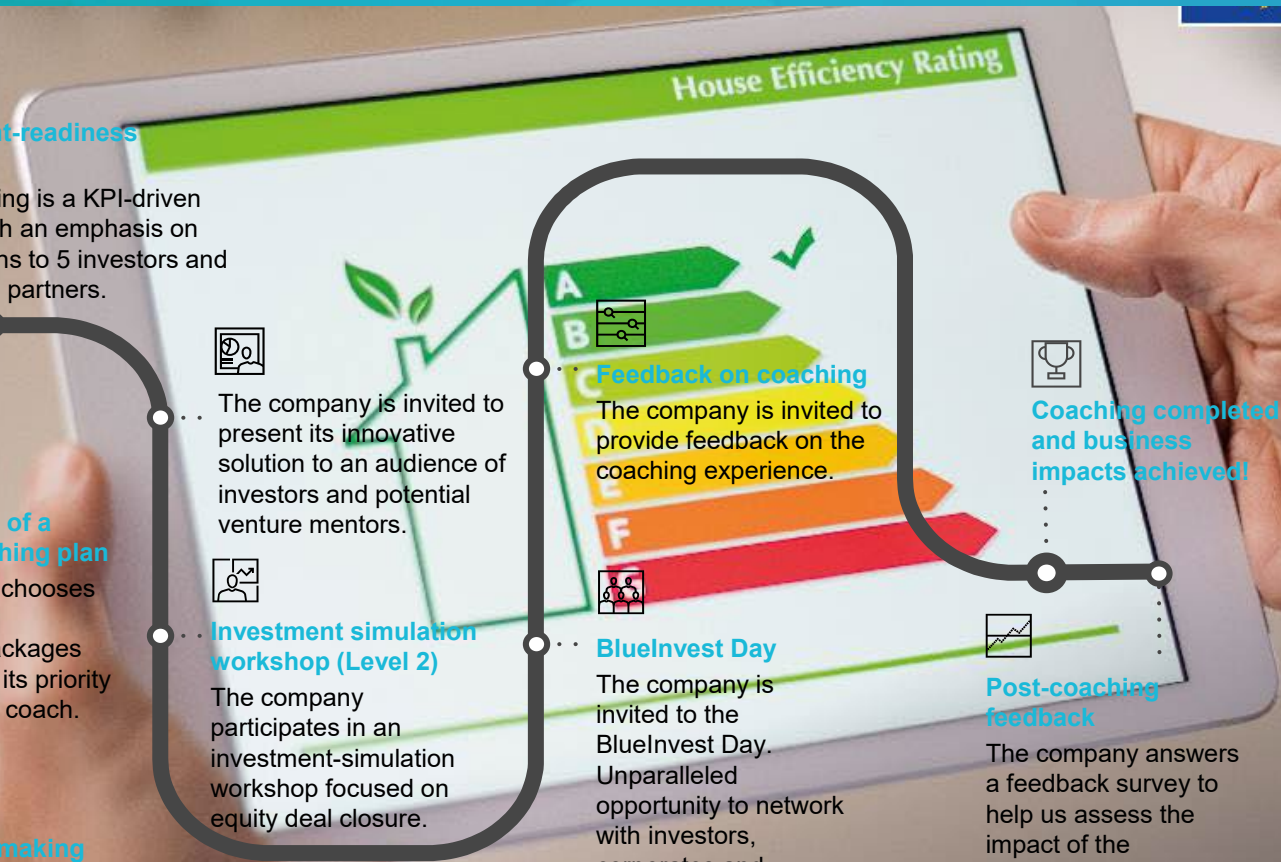 House Efficiency Rating
t-readiness
ing is a KPI-driven
h an emphasis on
ns to 5 investors and
partners.
of a
hing plan
chooses
ckages
its priority
coach.
making
The company is invited to
present its innovative
solution to an audience of
investors and potential
venture mentors.
Investment simulation
workshop (Level 2)
The company
participates in an
investment-simulation
workshop focused on
equity deal closure.
A
B
C
D
E
F
Feedback on coaching
The company is invited to
provide feedback on the
coaching experience.
BlueInvest Day
The company is
invited to the
BlueInvest Day.
Unparalleled
opportunity to network
with investors,
corporates and
Coaching completed
and business
impacts achieved!
Post-coaching
feedback
The company answers
a feedback survey to
help us assess the
impact of the